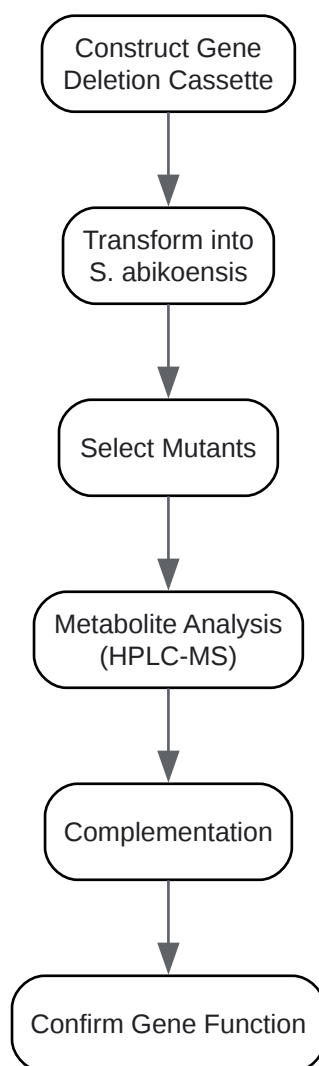 Construct Gene
Deletion Cassette
Transform into
S. abikoensis
Select Mutants
Metabolite Analysis
(HPLC-MS)
Complementation
Confirm Gene Function